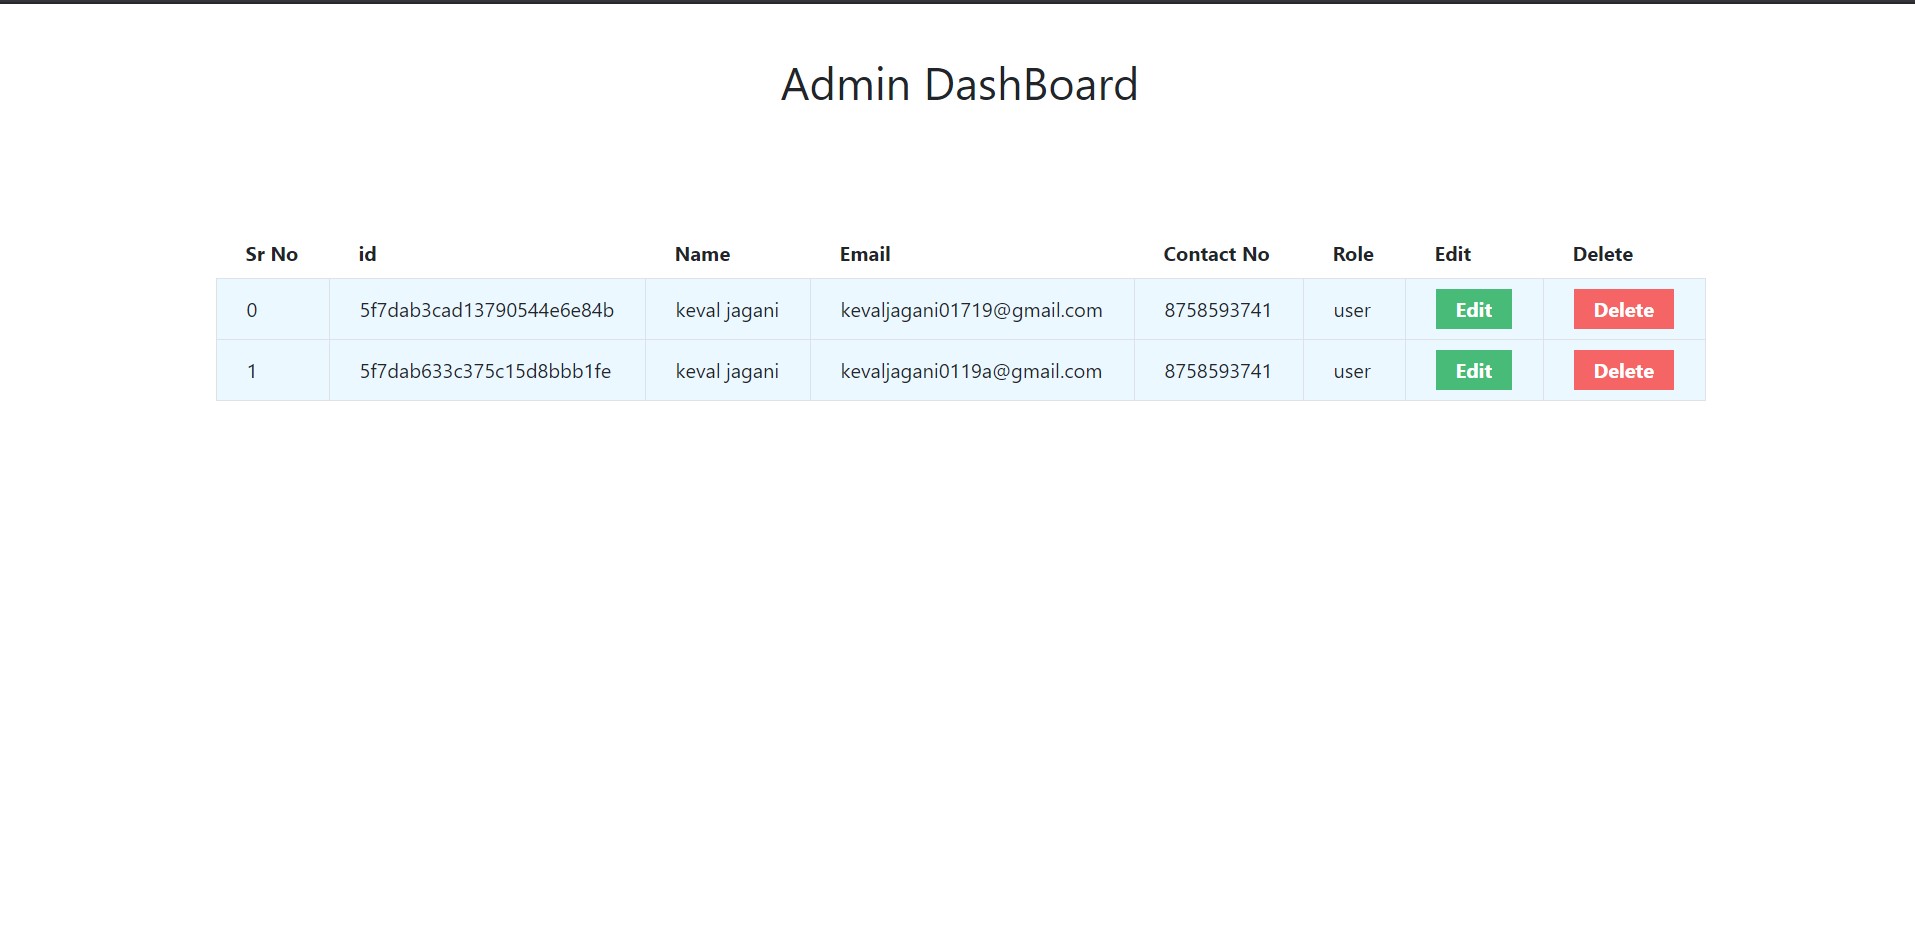 Admin DashBoard
Sr No id Name Email Contact No Role Edit Delete
0 5f7dab3cad13790544e6e84b keval jagani kevaljagani01719@gmail.com 8758593741 user Edit Delete
1 5f7dab633c375c15d8bbb1fe keval jagani kevaljagani0119a@gmail.com 8758593741 user Edit Delete